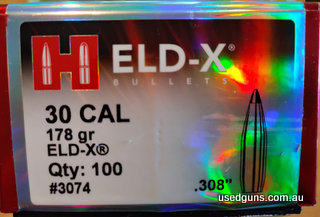 H ELD-X®
BULLETS
30 CAL
178 gr
ELD-X®
Qty: 100
#3074
.308"
usedguns.com.au